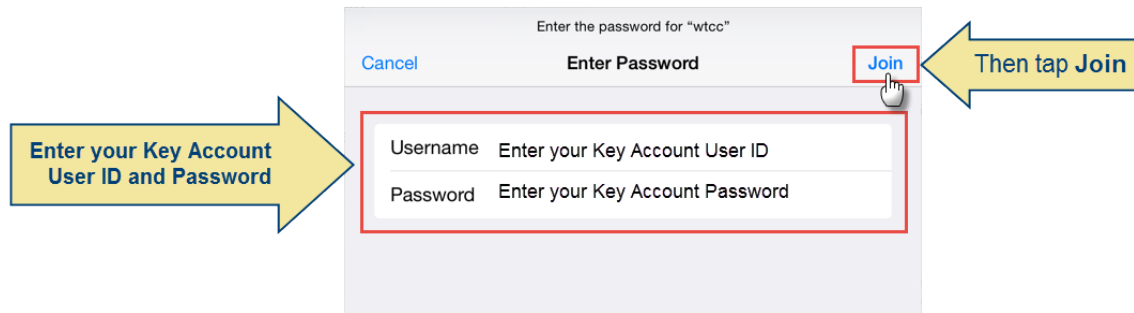 Enter the password for “wtcc”
Cancel Enter Password Join
Then tap Join
Enter your Key Account
User ID and Password
Username Enter your Key Account User ID
Password Enter your Key Account Password